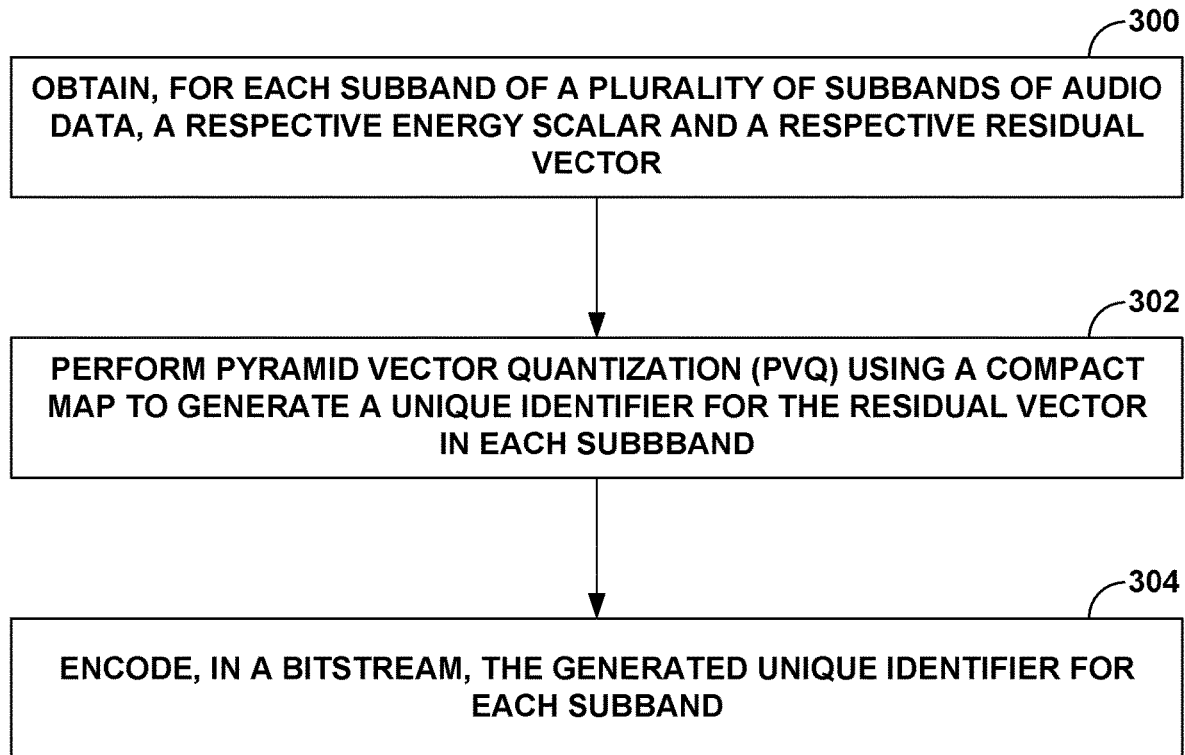 300
OBTAIN, FOR EACH SUBBAND OF A PLURALITY OF SUBBANDS OF AUDIO
DATA, A RESPECTIVE ENERGY SCALAR AND A RESPECTIVE RESIDUAL
VECTOR
302
PERFORM PYRAMID VECTOR QUANTIZATION (PVQ) USING A COMPACT
MAP TO GENERATE A UNIQUE IDENTIFIER FOR THE RESIDUAL VECTOR
IN EACH SUBBBAND
304
ENCODE, IN A BITSTREAM, THE GENERATED UNIQUE IDENTIFIER FOR
EACH SUBBAND